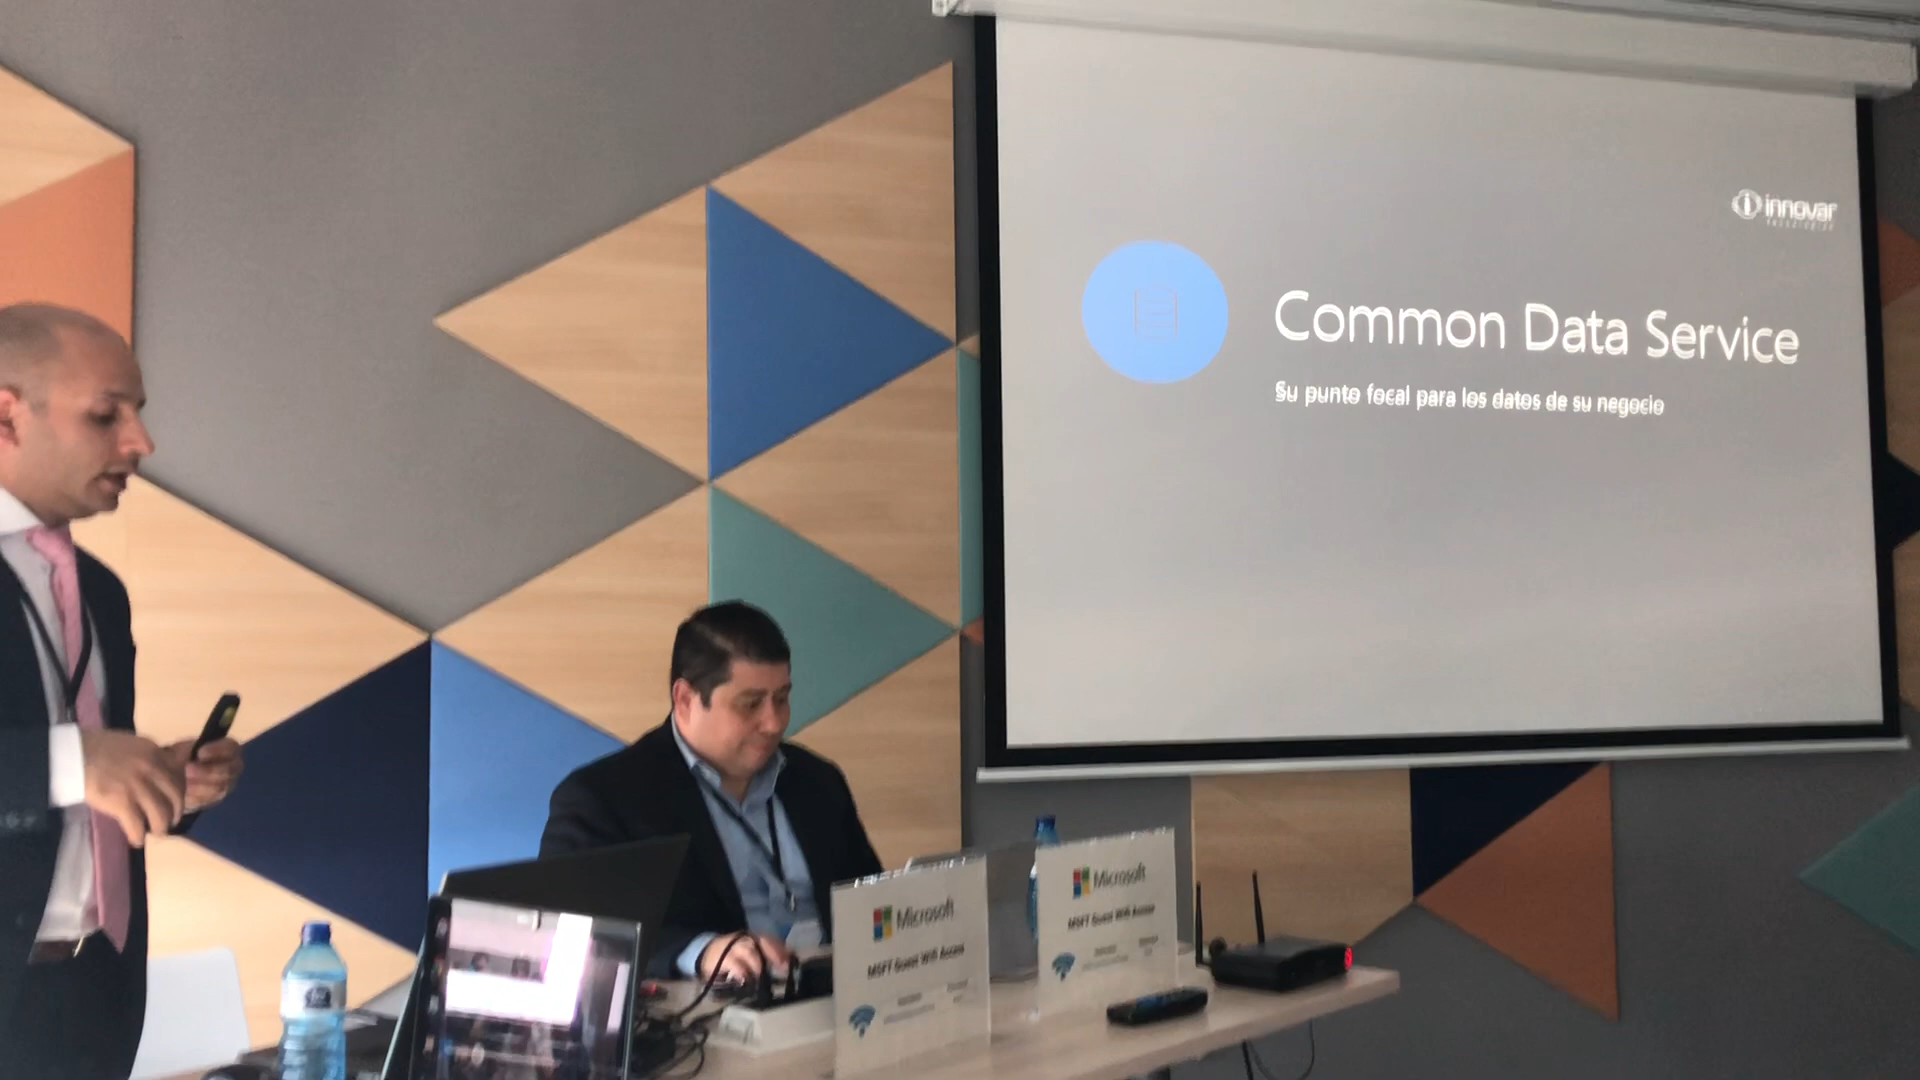 innovar
Common Data Service
Su punto focal para los datos de su negocio
Microsoft
MSFT Guest Wifi Access
Microsoft
MSFT Guest Wifi Access